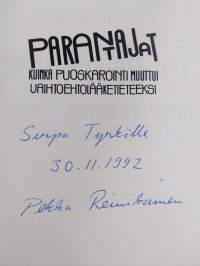 PARANTAJAT
KUINKA PUOSKAROINTI MUUTTUI
VAIHTOEHTOLÄÄKETIETEEKSI
Sirpa Tyrkille
30.11.1992
Pekka Reinikainen